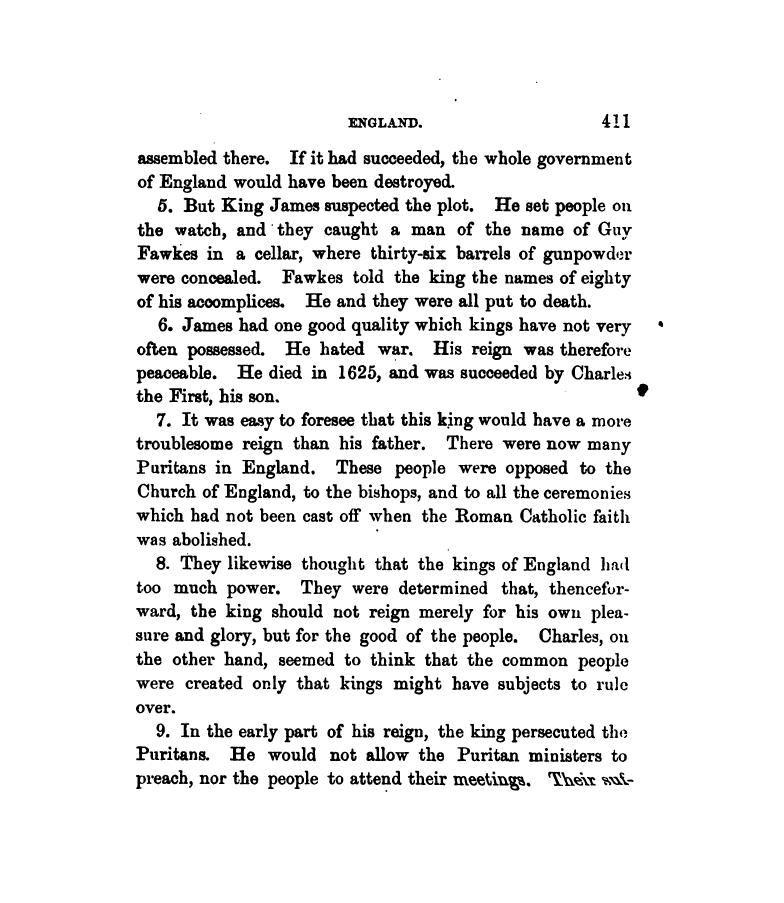 ENGLAND. 411
assembled there. If it had succeeded, the whole government
of England would have been destroyed.
5. But King James suspected the plot. He set people on
the watch, and they caught a man of the name of Guy
Fawkes in a cellar, where thirty-six barrels of gunpowder
were concealed. Fawkes told the king the names of eighty
of his accomplices. He and they were all put to death.
6. James had one good quality which kings have not very
often possessed. He hated war. His reign was therefore
peaceable. He died in 1625, and was succeeded by Charles
the First, his son.
7. It was easy to foresee that this king would have a more
troublesome reign than his father. There were now many
Puritans in England. These people were opposed to the
Church of England, to the bishops, and to all the ceremonies
which had not been cast off when the Roman Catholic faith
was abolished.
8. They likewise thought that the kings of England had
too much power. They were determined that, thencefor-
ward, the king should not reign merely for his own plea-
sure and glory, but for the good of the people. Charles, on
the other hand, seemed to think that the common people
were created only that kings might have subjects to rule
over.
9. In the early part of his reign, the king persecuted the
Puritans. He would not allow the Puritan ministers to
preach, nor the people to attend their meetings. Their suf-